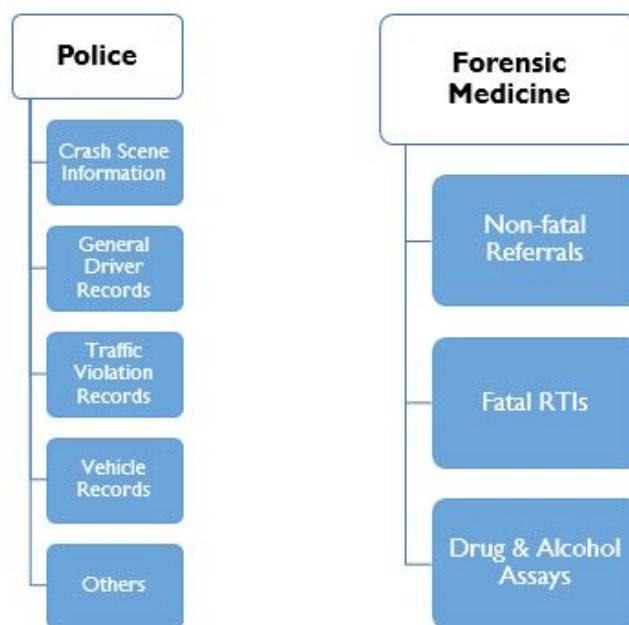 Police
Crash Scene
Information
General
Driver
Records
Traffic
Violation
Records
Vehicle
Records
Others
Forensic
Medicine
Non-fatal
Referrals
Fatal RTIs
Drug & Alcohol
Assays